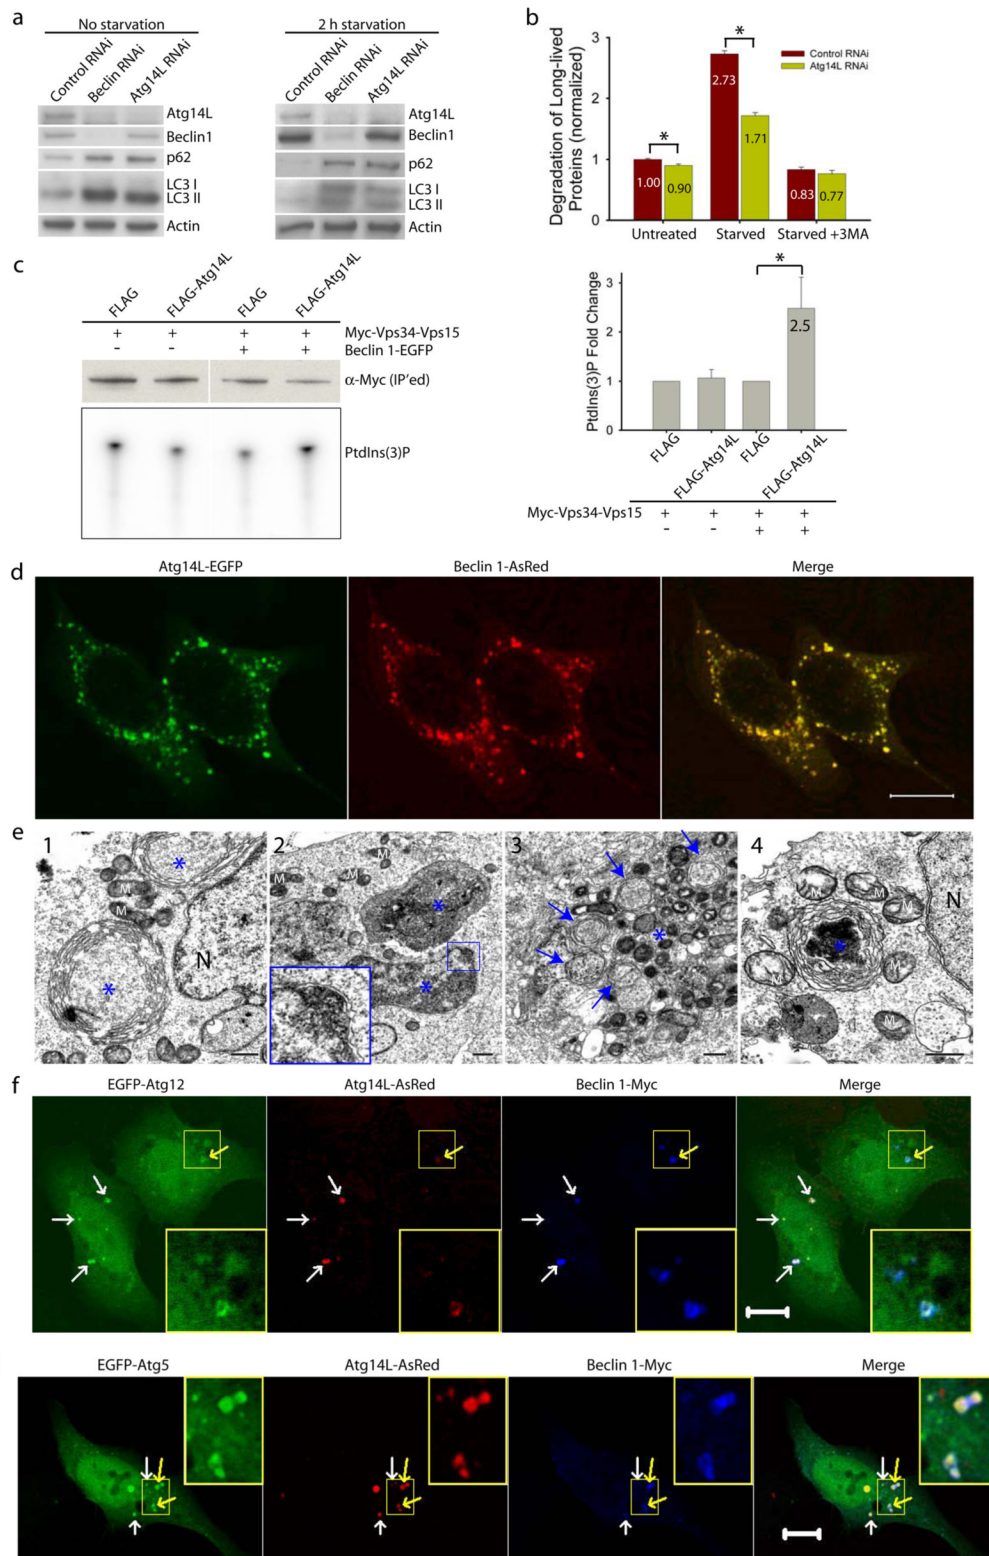 a
No starvation
Control RNAi
Beclin RNAi
Atg14L RNAi
Atg14L
Beclin1
p62
LC3 I
LC3 II
Actin
2 h starvation
Control RNAi
Beclin RNAi
Atg14L RNAi
Atg14L
Beclin1
p62
LC3 I
LC3 II
Actin
b
Degradation of Long-lived
Proteins (normalized)
3
2
1
0
*
*
Control RNAi
Atg14L RNAi
1.00
0.90
2.73
1.71
0.83
0.77
Untreated
Starved
Starved +3MA
c
FLAG
FLAG-Atg14L
FLAG
FLAG-Atg14L
+ + + + Myc-Vps34-Vps15
- - + + Beclin 1-EGFP
α-Myc (IP'ed)
PtdIns(3)P
PtdIns(3)P Fold Change
3
2
1
0
*
2.5
FLAG
FLAG-Atg14L
FLAG
FLAG-Atg14L
Myc-Vps34-Vps15 + + + +
- - + +
d
Atg14L-EGFP
Beclin 1-AsRed
Merge
e
1
*
M
M
N
*
M
2
M
M
M
*
*
3
*
4
M
M
M
N
*
M
M
M
f
EGFP-Atg12
Atg14L-AsRed
Beclin 1-Myc
Merge
EGFP-Atg5
Atg14L-AsRed
Beclin 1-Myc
Merge